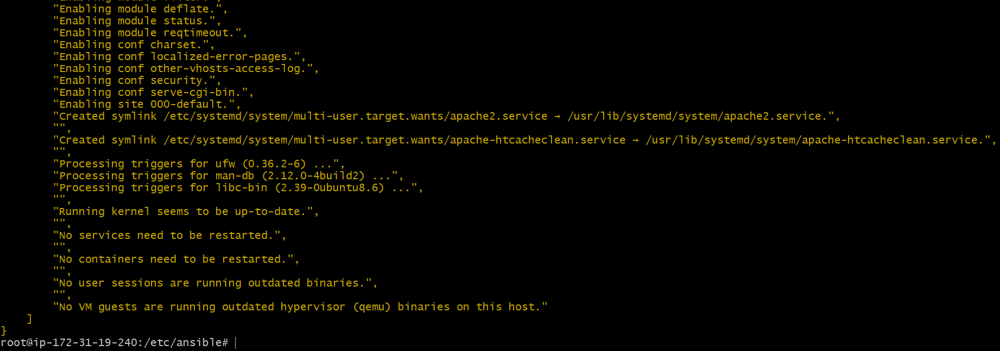 "Enabling module deflate.",
"Enabling module status.",
"Enabling module reqtimeout.",
"Enabling conf charset.",
"Enabling conf localized-error-pages.",
"Enabling conf other-vhosts-access-log.",
"Enabling conf security.",
"Enabling conf serve-cgi-bin.",
"Enabling site 000-default.",
"Created symlink /etc/systemd/system/multi-user.target.wants/apache2.service → /usr/lib/systemd/system/apache2.service.",
"",
"Created symlink /etc/systemd/system/multi-user.target.wants/apache-htcacheclean.service → /usr/lib/systemd/system/apache-htcacheclean.service.",
"",
"Processing triggers for ufw (0.36.2-6) ...",
"Processing triggers for man-db (2.12.0-4build2) ...",
"Processing triggers for libc-bin (2.39-0ubuntu8.6) ...",
"",
"Running kernel seems to be up-to-date.",
"",
"No services need to be restarted.",
"",
"No containers need to be restarted.",
"",
"No user sessions are running outdated binaries.",
"",
"No VM guests are running outdated hypervisor (qemu) binaries on this host."
]
}
root@ip-172-31-19-240:/etc/ansible#